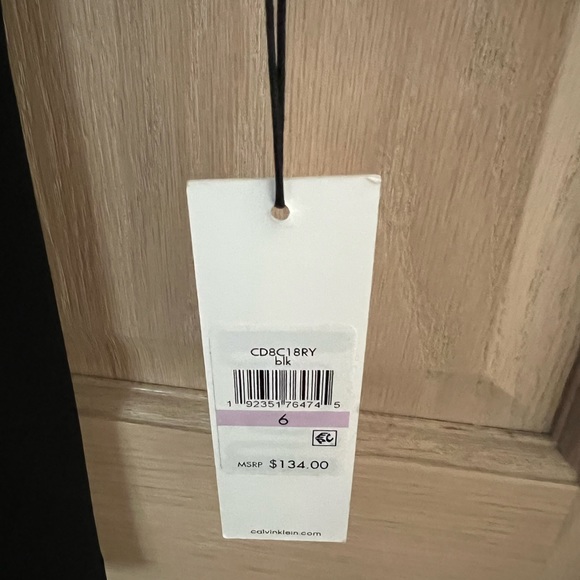 CD8C18RY
blk
1 92351 76474 5
6
MSRP $134.00
calvinklein.com